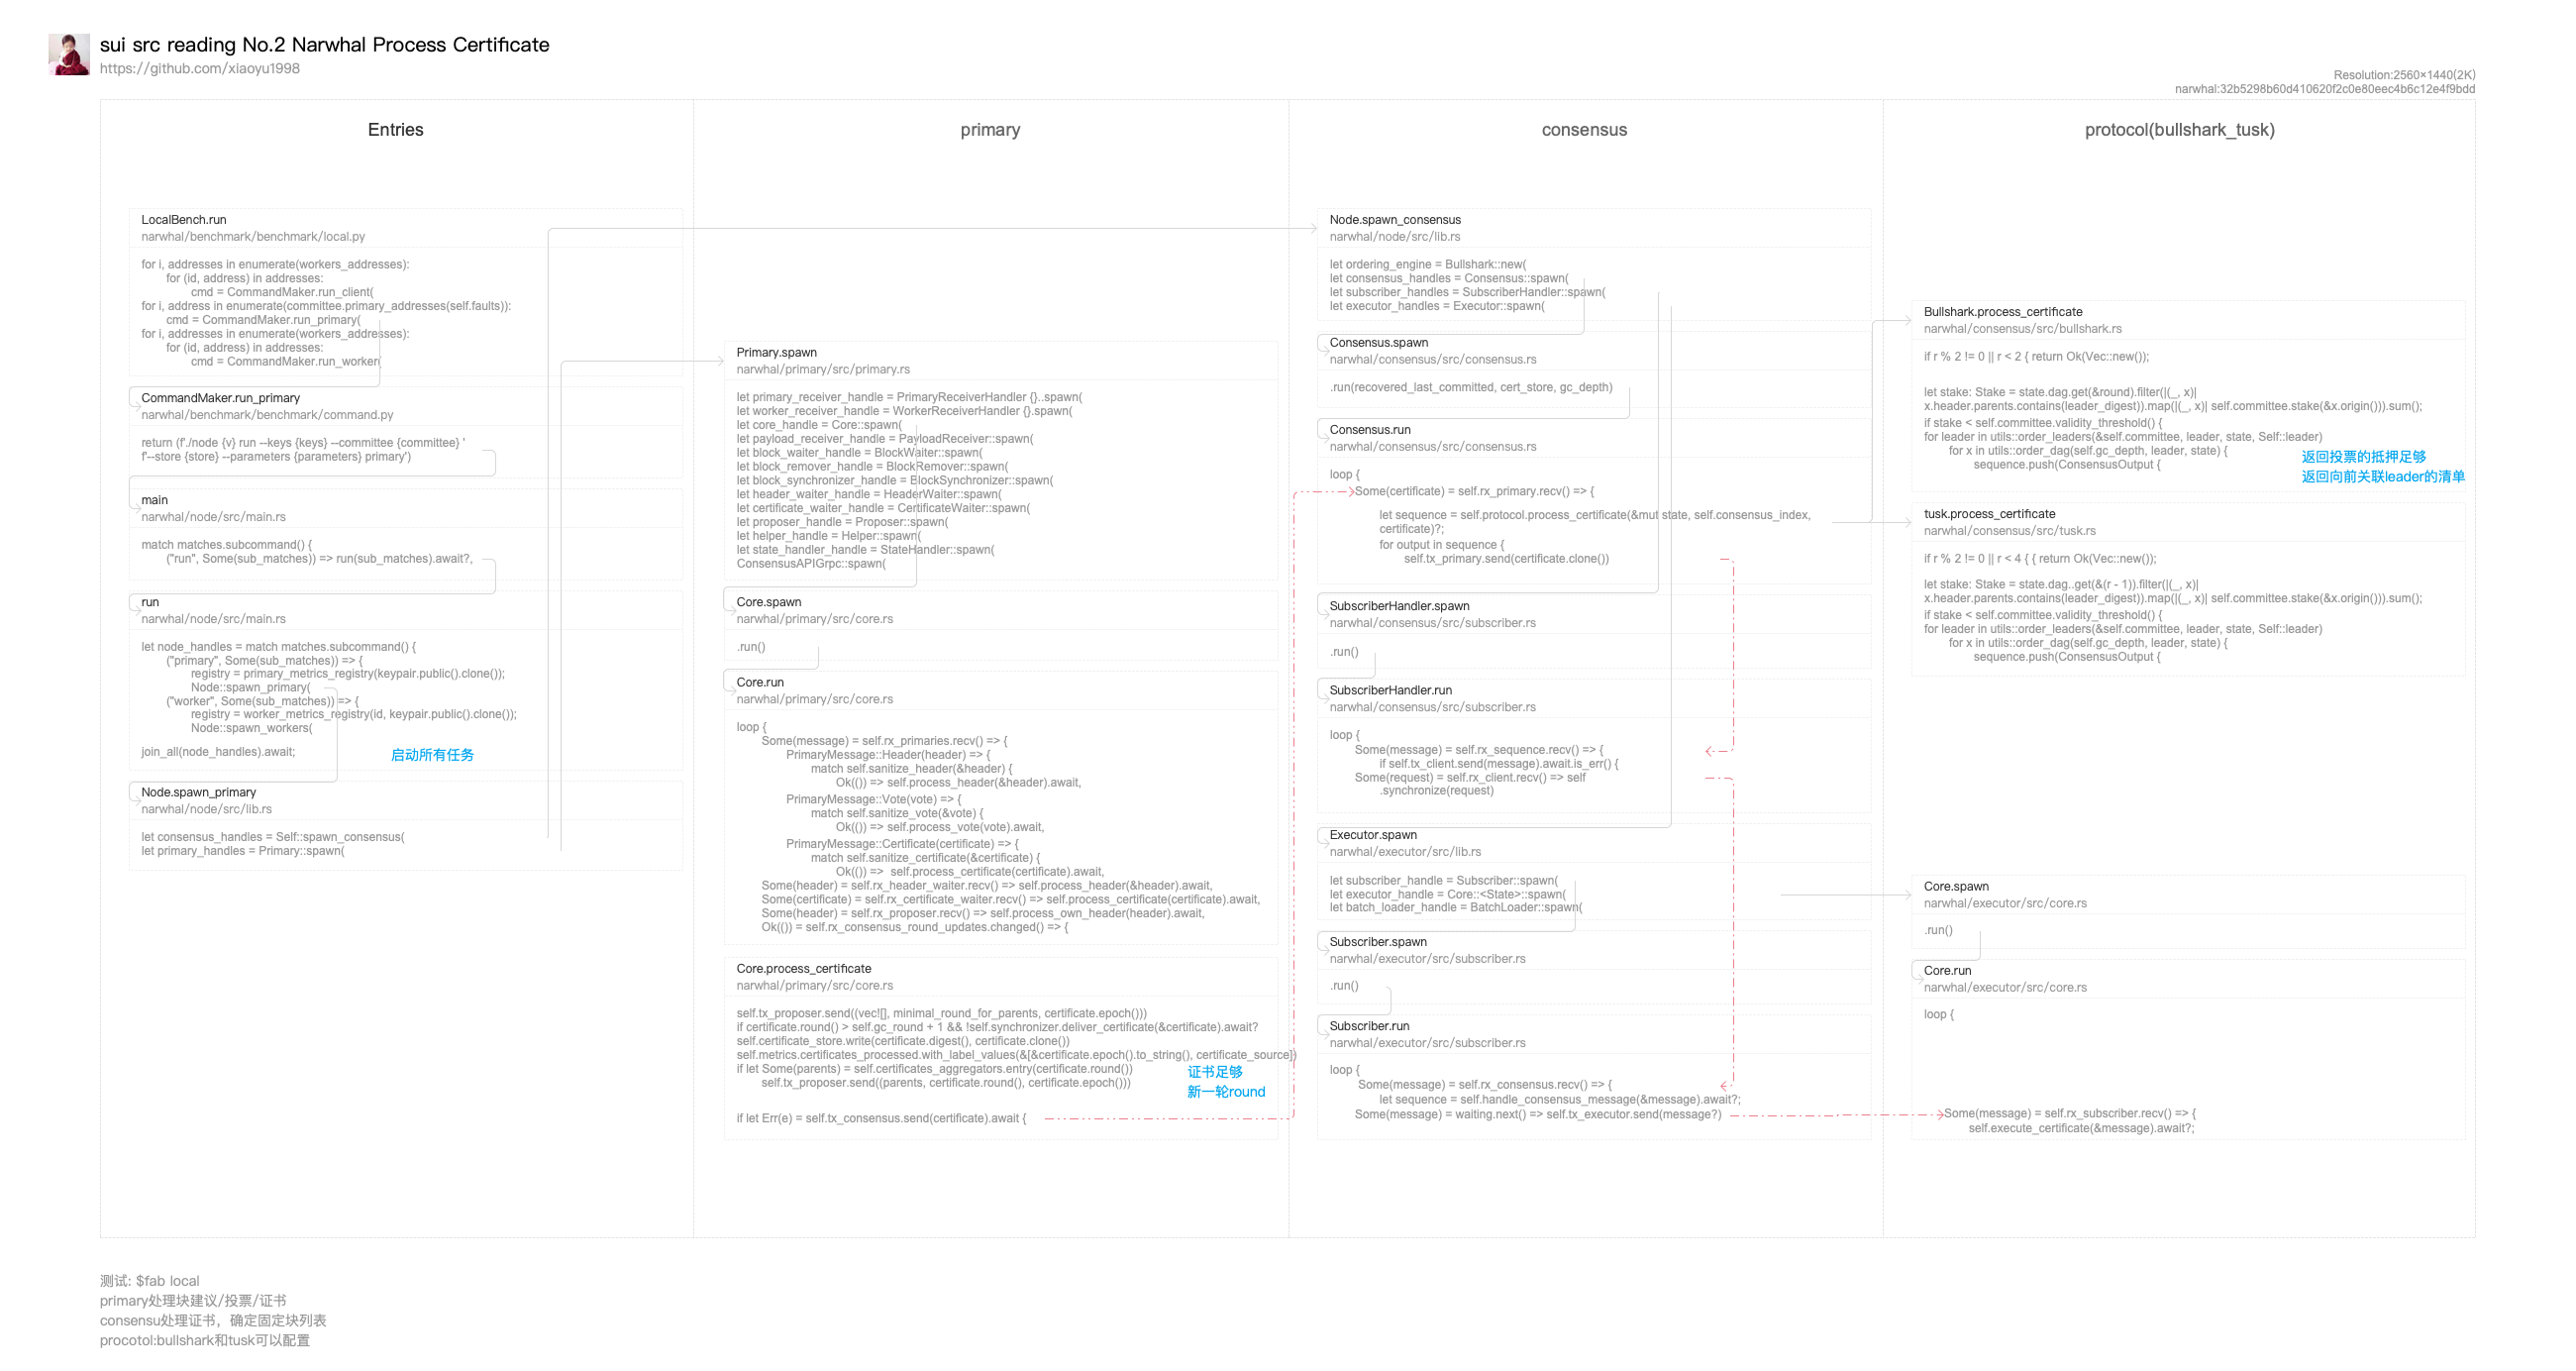 sui src reading No.2 Narwhal Process Certificate
https://github.com/xiaoyu1998
Resolution:2560×1440(2K)
narwhal:32b5298b60d410620f2c0e80eec4b6c12e4f9bdd
Entries
LocalBench.run
narwhal/benchmark/benchmark/local.py
for i, addresses in enumerate(workers_addresses):
for (id, address) in addresses:
cmd = CommandMaker.run_client(
for i, address in enumerate(committee.primary_addresses(self.faults)):
cmd = CommandMaker.run_primary(
for i, addresses in enumerate(workers_addresses):
for (id, address) in addresses:
cmd = CommandMaker.run_worker(
CommandMaker.run_primary
narwhal/benchmark/benchmark/command.py
return (f'./node {v} run --keys {keys} --committee {committee} '
f'--store {store} --parameters {parameters} primary')
main
narwhal/node/src/main.rs
match matches.subcommand() {
("run", Some(sub_matches)) => run(sub_matches).await?,
run
narwhal/node/src/main.rs
let node_handles = match matches.subcommand() {
("primary", Some(sub_matches)) => {
registry = primary_metrics_registry(keypair.public().clone());
Node::spawn_primary(
("worker", Some(sub_matches)) => {
registry = worker_metrics_registry(id, keypair.public().clone());
Node::spawn_workers(
join_all(node_handles).await;
启动所有任务
Node.spawn_primary
narwhal/node/src/lib.rs
let consensus_handles = Self::spawn_consensus(
let primary_handles = Primary::spawn(
primary
Primary.spawn
narwhal/primary/src/primary.rs
let primary_receiver_handle = PrimaryReceiverHandler {}..spawn(
let worker_receiver_handle = WorkerReceiverHandler {}.spawn(
let core_handle = Core::spawn(
let payload_receiver_handle = PayloadReceiver::spawn(
let block_waiter_handle = BlockWaiter::spawn(
let block_remover_handle = BlockRemover::spawn(
let block_synchronizer_handle = BlockSynchronizer::spawn(
let header_waiter_handle = HeaderWaiter::spawn(
let certificate_waiter_handle = CertificateWaiter::spawn(
let proposer_handle = Proposer::spawn(
let helper_handle = Helper::spawn(
let state_handler_handle = StateHandler::spawn(
ConsensusAPIGrpc::spawn(
Core.spawn
narwhal/primary/src/core.rs
.run()
Core.run
narwhal/primary/src/core.rs
loop {
Some(message) = self.rx_primaries.recv() => {
PrimaryMessage::Header(header) => {
match self.sanitize_header(&header) {
Ok(()) => self.process_header(&header).await,
PrimaryMessage::Vote(vote) => {
match self.sanitize_vote(&vote) {
Ok(()) => self.process_vote(vote).await,
PrimaryMessage::Certificate(certificate) => {
match self.sanitize_certificate(&certificate) {
Ok(()) =>  self.process_certificate(certificate).await,
Some(header) = self.rx_header_waiter.recv() => self.process_header(&header).await,
Some(certificate) = self.rx_certificate_waiter.recv() => self.process_certificate(certificate).await,
Some(header) = self.rx_proposer.recv() => self.process_own_header(header).await,
Ok(()) = self.rx_consensus_round_updates.changed() => {
Core.process_certificate
narwhal/primary/src/core.rs
self.tx_proposer.send((vec![], minimal_round_for_parents, certificate.epoch()))
if certificate.round() > self.gc_round + 1 && !self.synchronizer.deliver_certificate(&certificate).await?
self.certificate_store.write(certificate.digest(), certificate.clone())
self.metrics.certificates_processed.with_label_values(&[&certificate.epoch().to_string(), certificate_source])
if let Some(parents) = self.certificates_aggregators.entry(certificate.round())
self.tx_proposer.send((parents, certificate.round(), certificate.epoch()))
证书足够
新一轮round
if let Err(e) = self.tx_consensus.send(certificate).await {
consensus
Node.spawn_consensus
narwhal/node/src/lib.rs
let ordering_engine = Bullshark::new(
let consensus_handles = Consensus::spawn(
let subscriber_handles = SubscriberHandler::spawn(
let executor_handles = Executor::spawn(
Consensus.spawn
narwhal/consensus/src/consensus.rs
.run(recovered_last_committed, cert_store, gc_depth)
Consensus.run
narwhal/consensus/src/consensus.rs
loop {
Some(certificate) = self.rx_primary.recv() => {
let sequence = self.protocol.process_certificate(&mut state, self.consensus_index,
certificate)?;
for output in sequence {
self.tx_primary.send(certificate.clone())
SubscriberHandler.spawn
narwhal/consensus/src/subscriber.rs
.run()
SubscriberHandler.run
narwhal/consensus/src/subscriber.rs
loop {
Some(message) = self.rx_sequence.recv() => {
if self.tx_client.send(message).await.is_err() {
Some(request) = self.rx_client.recv() => self
.synchronize(request)
Executor.spawn
narwhal/executor/src/lib.rs
let subscriber_handle = Subscriber::spawn(
let executor_handle = Core::<State>::spawn(
let batch_loader_handle = BatchLoader::spawn(
Subscriber.spawn
narwhal/executor/src/subscriber.rs
.run()
Subscriber.run
narwhal/executor/src/subscriber.rs
loop {
Some(message) = self.rx_consensus.recv() => {
let sequence = self.handle_consensus_message(&message).await?;
Some(message) = waiting.next() => self.tx_executor.send(message?)
protocol(bullshark_tusk)
Bullshark.process_certificate
narwhal/consensus/src/bullshark.rs
if r % 2 != 0 || r < 2 { return Ok(Vec::new());
let stake: Stake = state.dag.get(&round).filter(|(_, x)|
x.header.parents.contains(leader_digest)).map(|(_, x)| self.committee.stake(&x.origin())).sum();
if stake < self.committee.validity_threshold() {
for leader in utils::order_leaders(&self.committee, leader, state, Self::leader)
for x in utils::order_dag(self.gc_depth, leader, state) {
sequence.push(ConsensusOutput {
返回投票的抵押足够
返回向前关联leader的清单
tusk.process_certificate
narwhal/consensus/src/tusk.rs
if r % 2 != 0 || r < 4 { { return Ok(Vec::new());
let stake: Stake = state.dag..get(&(r - 1)).filter(|(_, x)|
x.header.parents.contains(leader_digest)).map(|(_, x)| self.committee.stake(&x.origin())).sum();
if stake < self.committee.validity_threshold() {
for leader in utils::order_leaders(&self.committee, leader, state, Self::leader)
for x in utils::order_dag(self.gc_depth, leader, state) {
sequence.push(ConsensusOutput {
Core.spawn
narwhal/executor/src/core.rs
.run()
Core.run
narwhal/executor/src/core.rs
loop {
Some(message) = self.rx_subscriber.recv() => {
self.execute_certificate(&message).await?;
测试: $fab local
primary处理块建议/投票/证书
consensu处理证书，确定固定块列表
procotol:bullshark和tusk可以配置